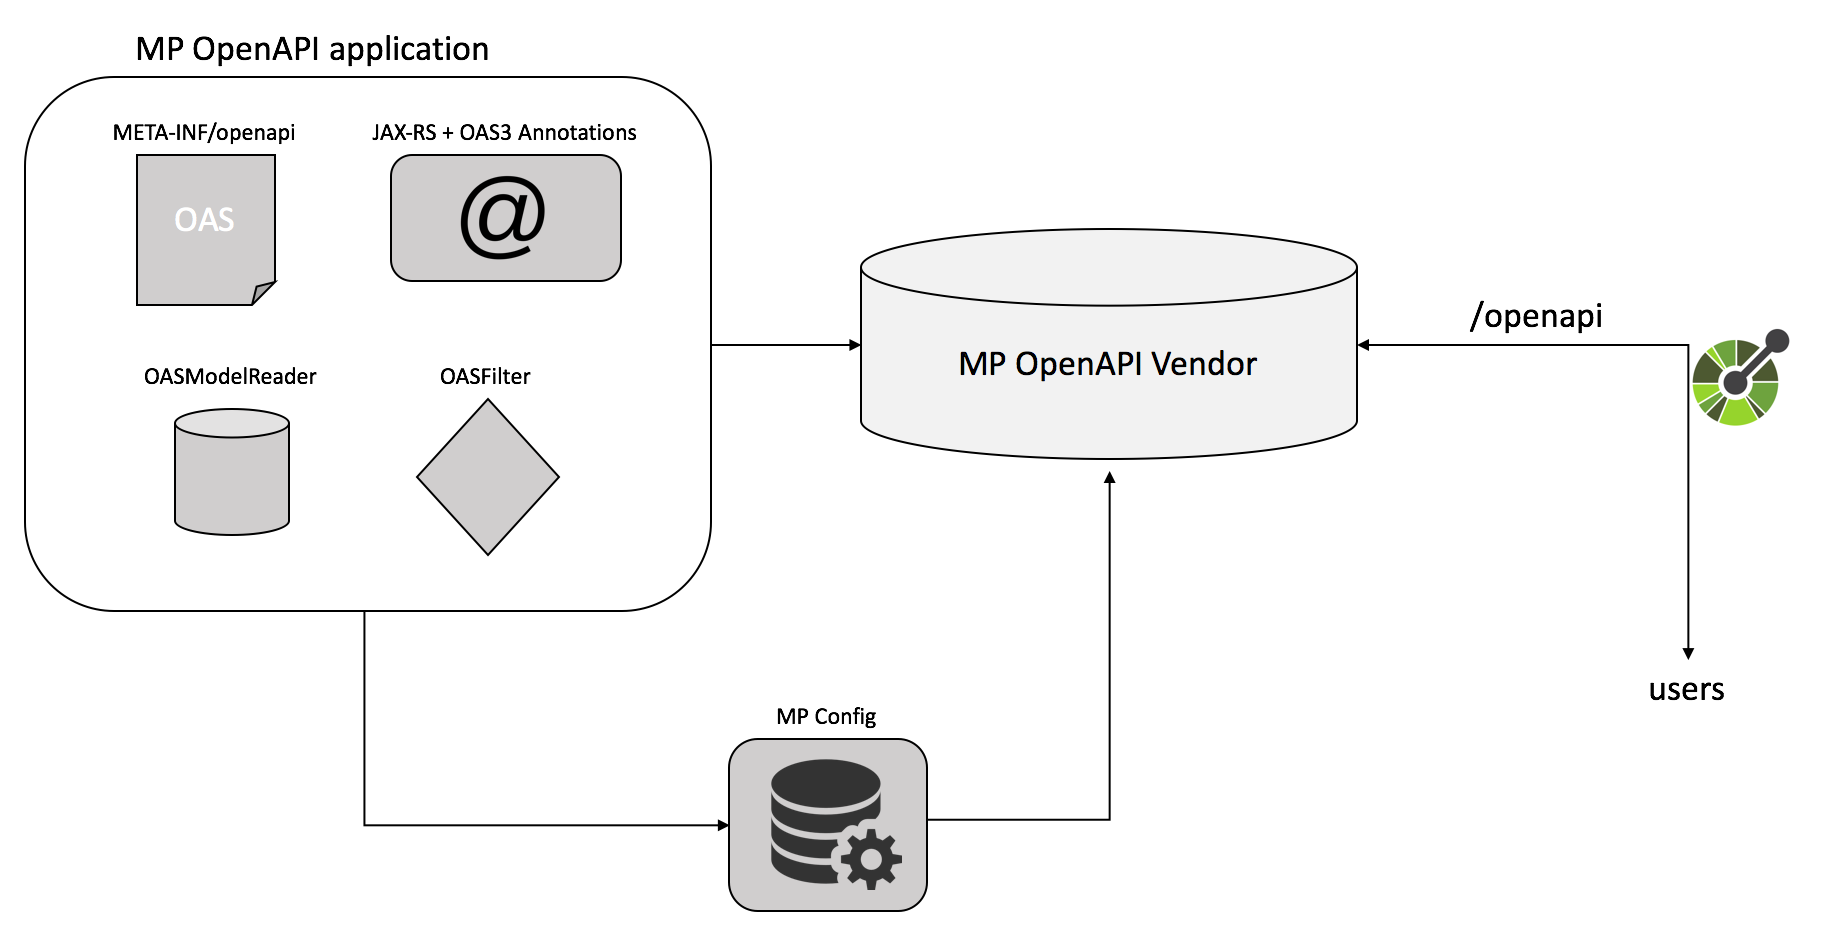 MP OpenAPI application
META-INF/openapi
JAX-RS + OAS3 Annotations
OAS
@
OASModelReader
OASFilter
MP OpenAPI Vendor
/openapi
users
MP Config